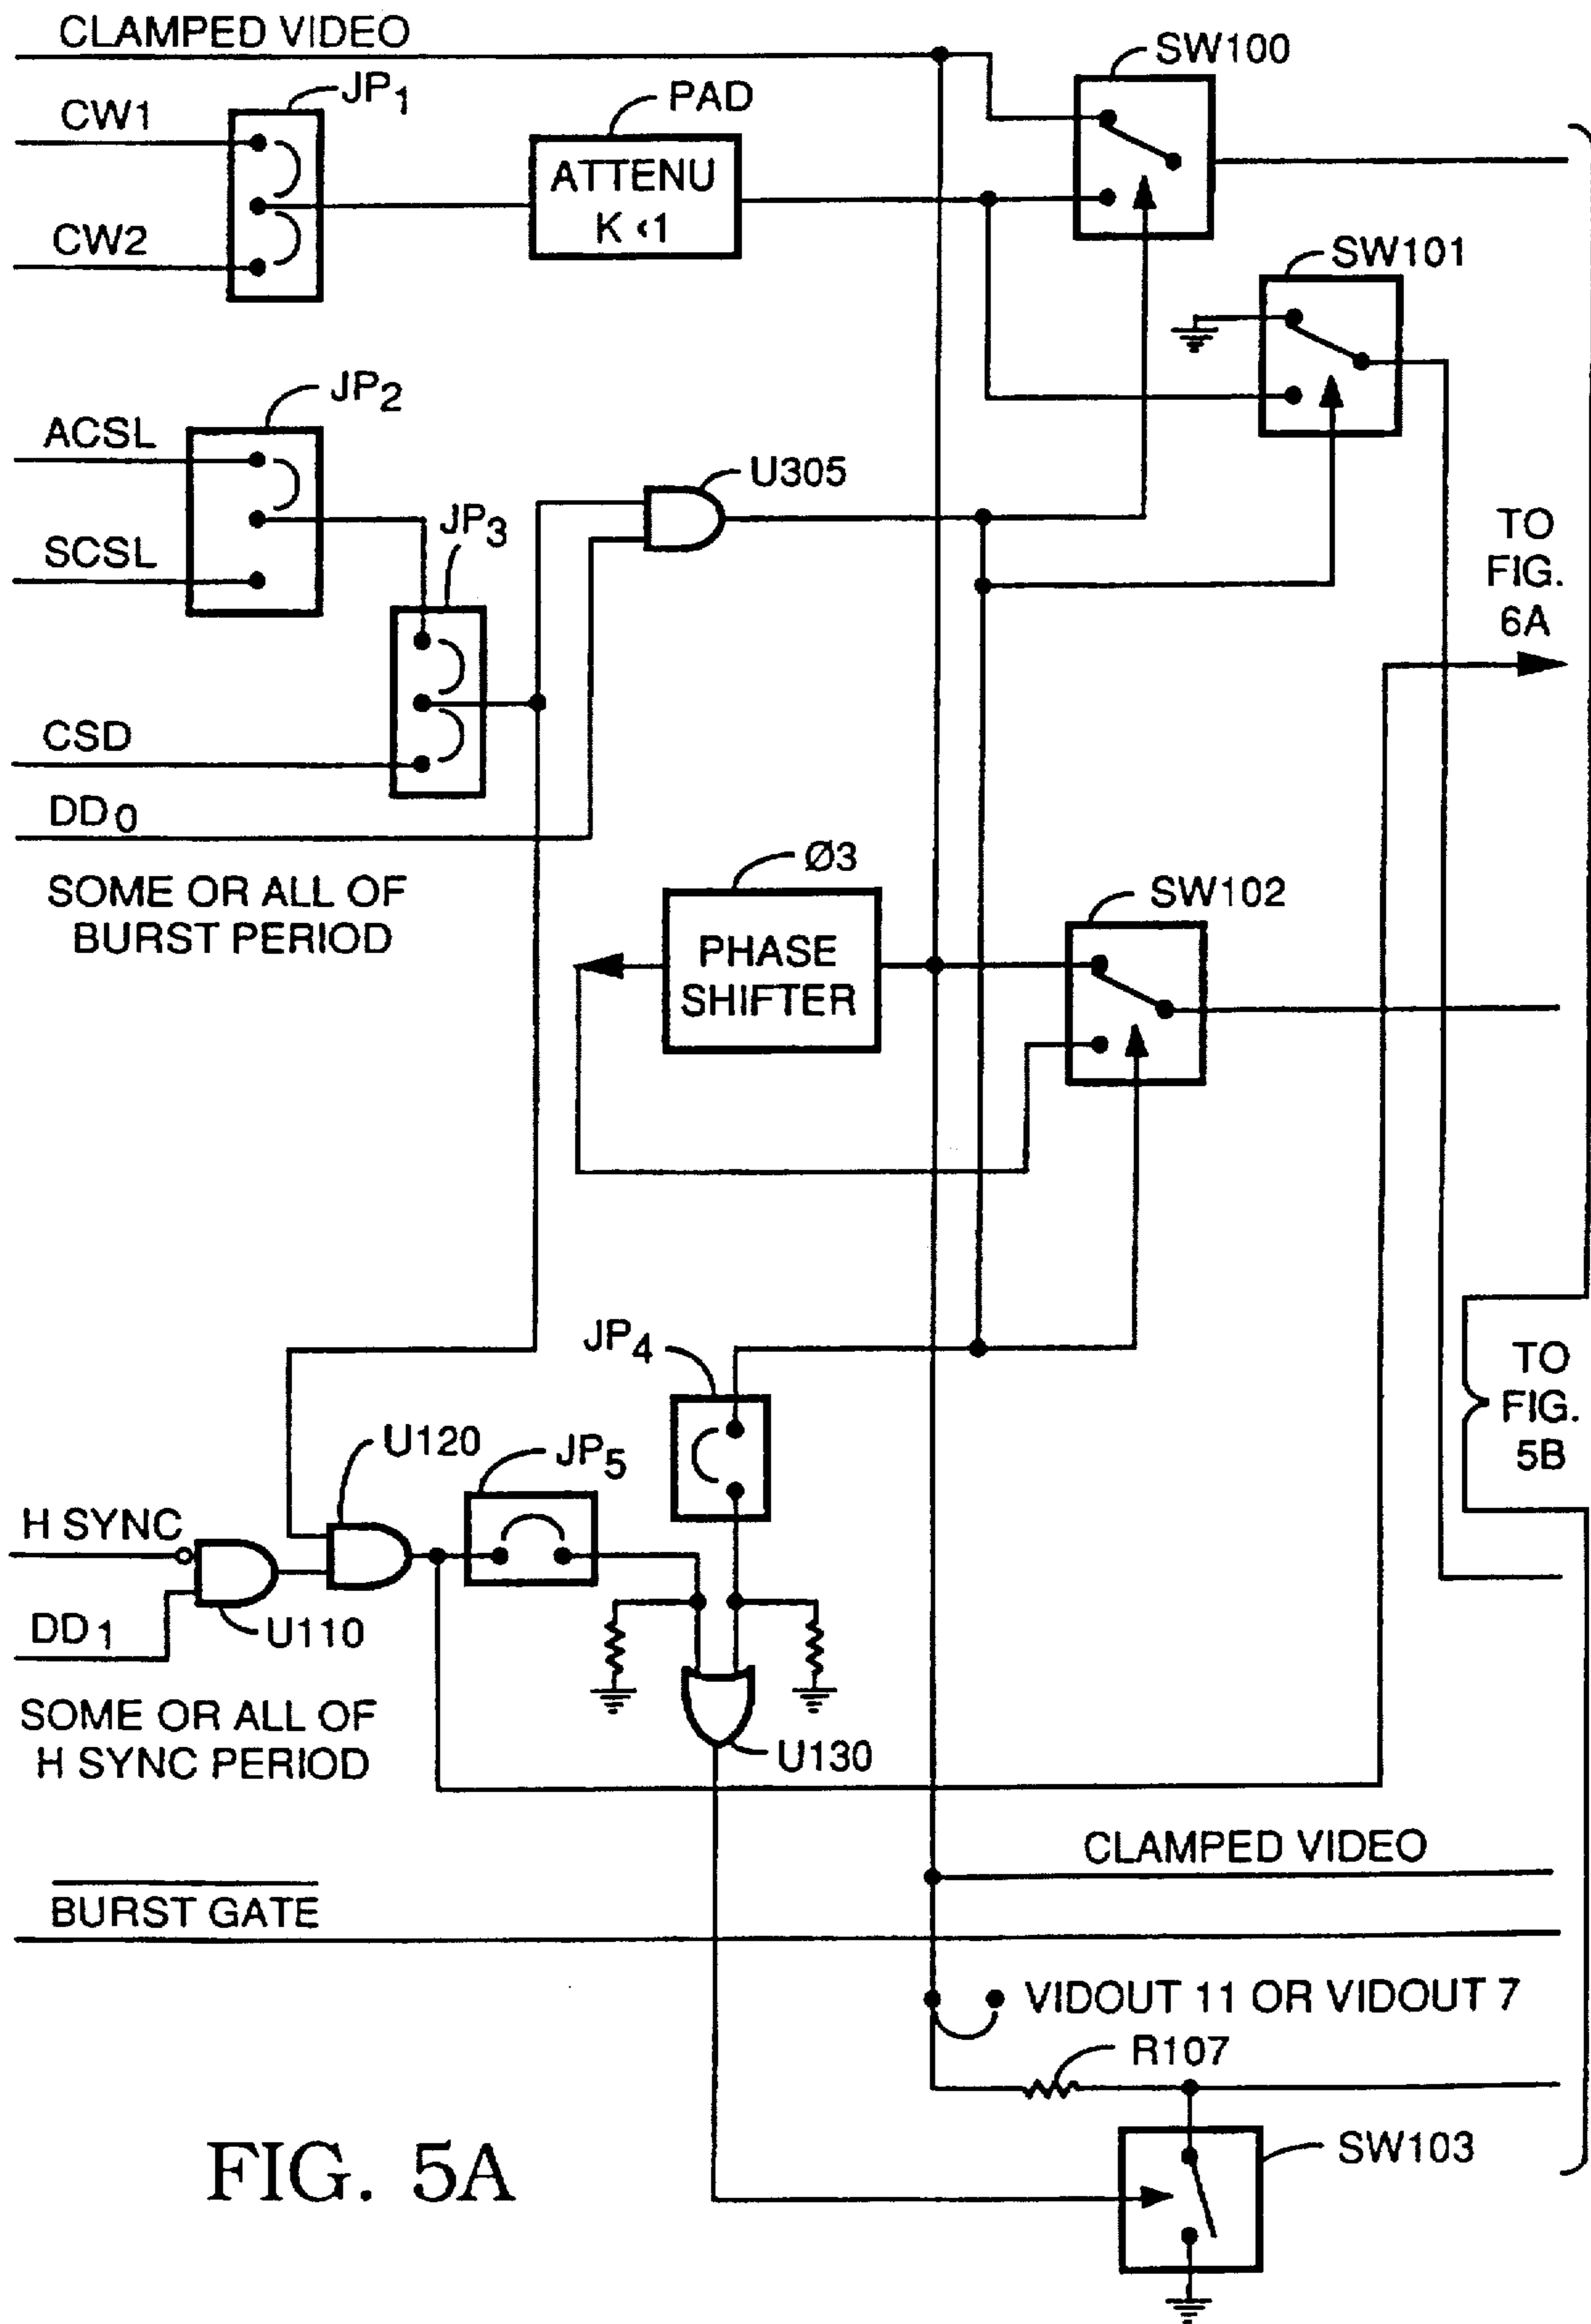 CLAMPED VIDEO
SW100
JP1
PAD
CW1
ATTENU
K <1
CW2
SW101
JP2
ACSL
U305
JP3
TO
FIG.
6A
SCSL
CSD
DD0
SOME OR ALL OF
BURST PERIOD
Ø3
SW102
PHASE
SHIFTER
JP4
TO
FIG.
5B
U120
JP5
H SYNC
DD1
U110
SOME OR ALL OF
H SYNC PERIOD
U130
CLAMPED VIDEO
BURST GATE
VIDOUT 11 OR VIDOUT 7
R107
SW103
FIG. 5A